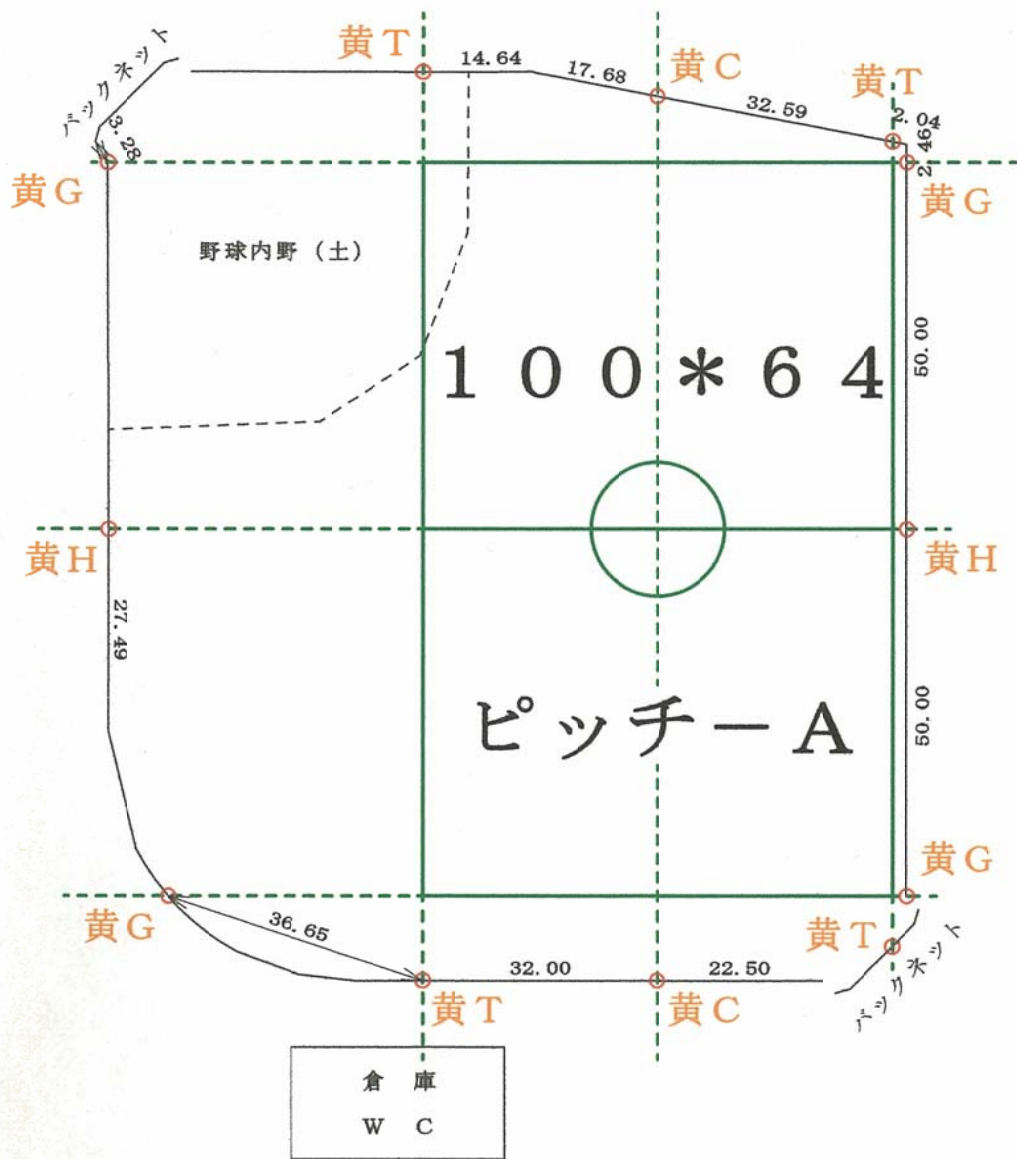 黄T
14.64
17.68
黄C
32.59
黄T
2.04
バックネット
3.28
2.46
黄G
黄G
野球内野（土）
50.00
100*64
黄H
黄H
27.49
50.00
ピッチーA
黄G
黄G
36.65
黄T
バックネット
32.00
22.50
黄T
黄C
倉 庫
W C